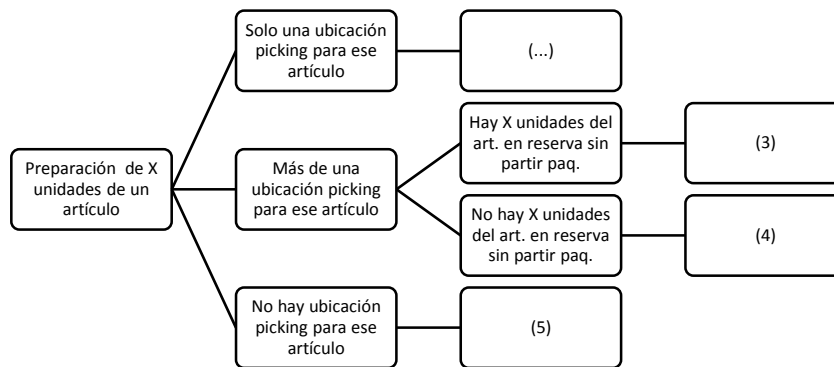 Solo una ubicación
picking para ese
artículo
(...)
Preparación de X
unidades de un
artículo
Más de una
ubicación picking
para ese artículo
Hay X unidades del
art. en reserva sin
partir paq.
(3)
No hay X unidades
del art. en reserva
sin partir paq.
(4)
No hay ubicación
picking para ese
artículo
(5)